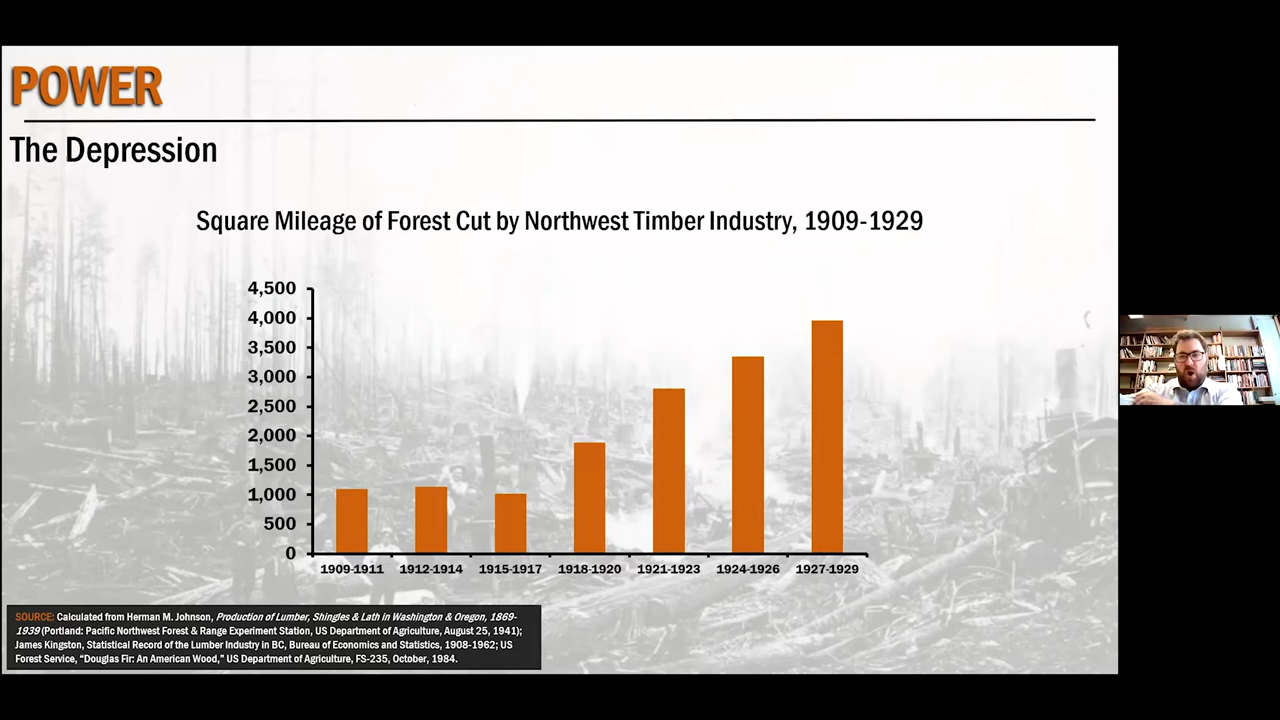 POWER
The Depression
Square Mileage of Forest Cut by Northwest Timber Industry, 1909-1929
4,500
4,000
3,500
3,000
2,500
2,000
1,500
1,000
500
0
1909-1911 1912-1914 1915-1917 1918-1920 1921-1923 1924-1926 1927-1929
SOURCE: Calculated from Herman M. Johnson, Production of Lumber, Shingles & Lath in Washington & Oregon, 1869-
1939 (Portland: Pacific Northwest Forest & Range Experiment Station, US Department of Agriculture, August 25, 1941);
James Kingston, Statistical Record of the Lumber Industry in BC, Bureau of Economics and Statistics, 1908-1962; US
Forest Service, “Douglas Fir: An American Wood,” US Department of Agriculture, FS-235, October, 1984.